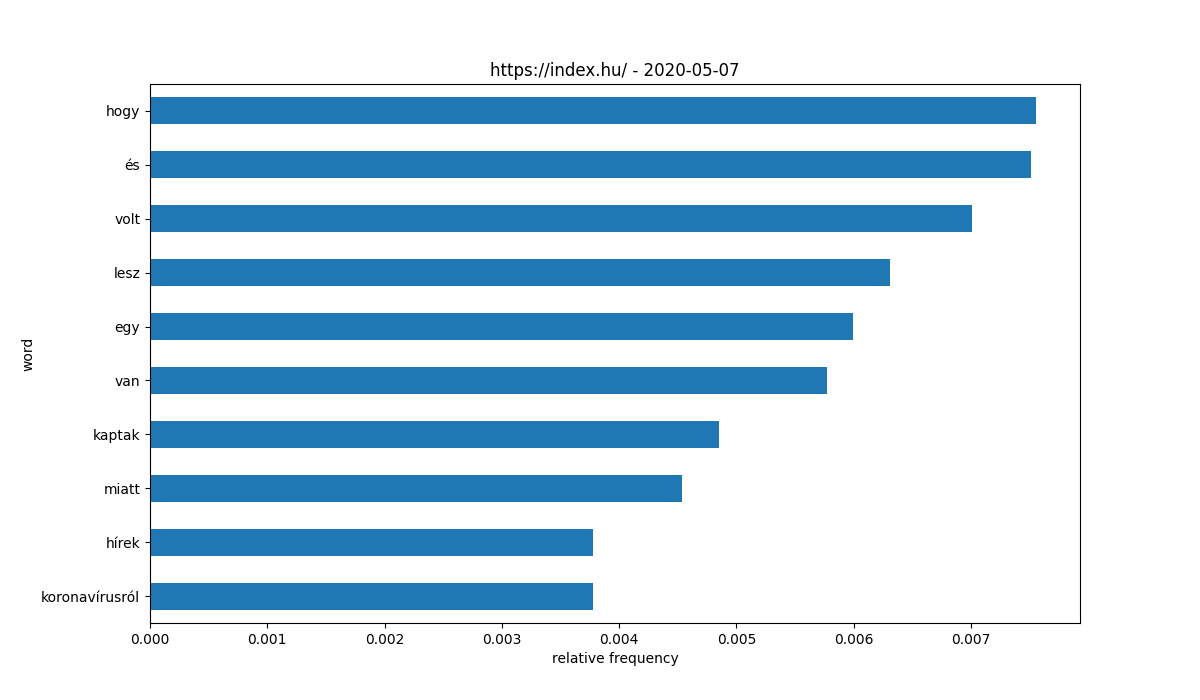 https://index.hu/ - 2020-05-07
hogy
és
volt
lesz
egy
van
kaptak
miatt
hírek
koronavírusról
word
0.000 0.001 0.002 0.003 0.004 0.005 0.006 0.007
relative frequency